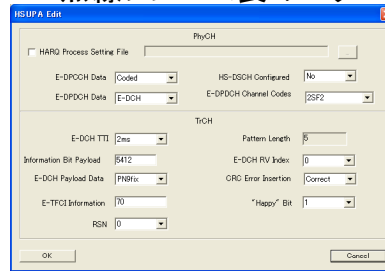 HSUPA Edit
PhyCH
HARQ Process Setting File
...
E-DPCCH Data Coded HS-DSCH Configured No
E-DPDCH Data E-DCH E-DPDCH Channel Codes 2SF2
TrCH
E-DCH TTI 2ms Pattern Length 5
Information Bit Payload 5412 E-DCH RV Index 0
E-DCH Payload Data PN9fix CRC Error Insertion Correct
E-TFCI Information 70 "Happy" Bit 1
RSN 0
OK Cancel